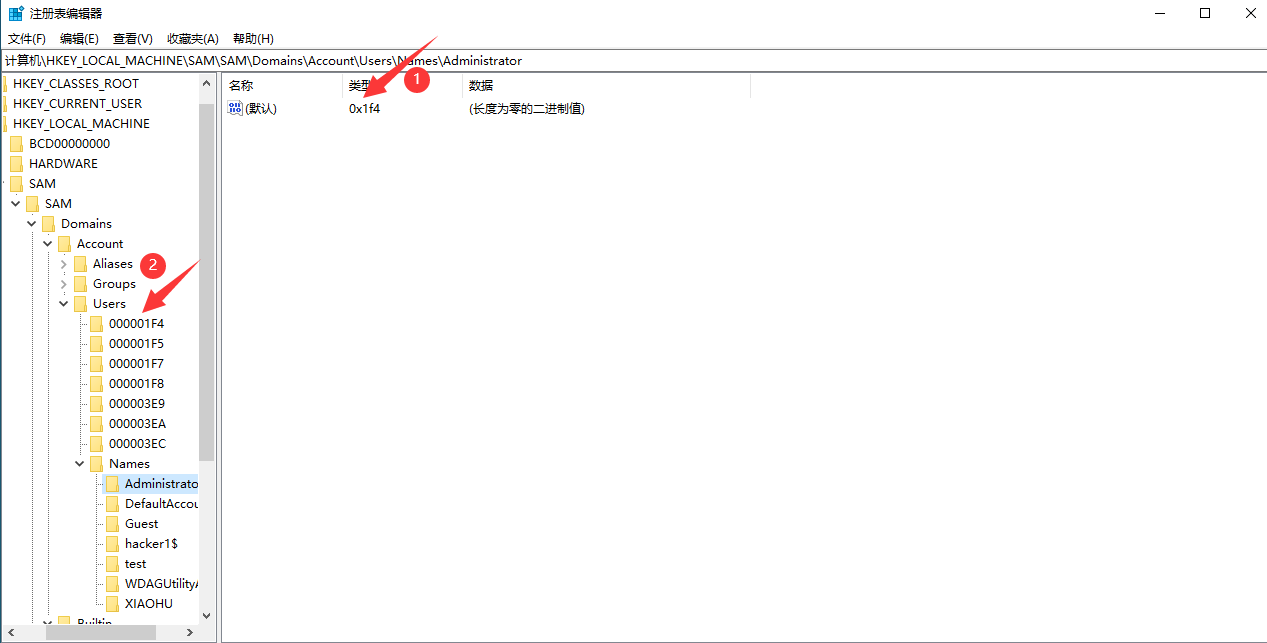 注册表编辑器
文件(F) 编辑(E) 查看(V) 收藏夹(A) 帮助(H)
计算机\HKEY_LOCAL_MACHINE\SAM\SAM\Domains\Account\Users\Names\Administrator
HKEY_CLASSES_ROOT
HKEY_CURRENT_USER
HKEY_LOCAL_MACHINE
BCD00000000
HARDWARE
SAM
SAM
Domains
Account
Aliases
2
Groups
Users
000001F4
000001F5
000001F7
000001F8
000003E9
000003EA
000003EC
Names
Administrato
DefaultAccou
Guest
hacker1$
test
WDAGUtilityA
XIAOHU
Builtin
名称 类型 数据
1
(默认) 0x1f4 (长度为零的二进制值)